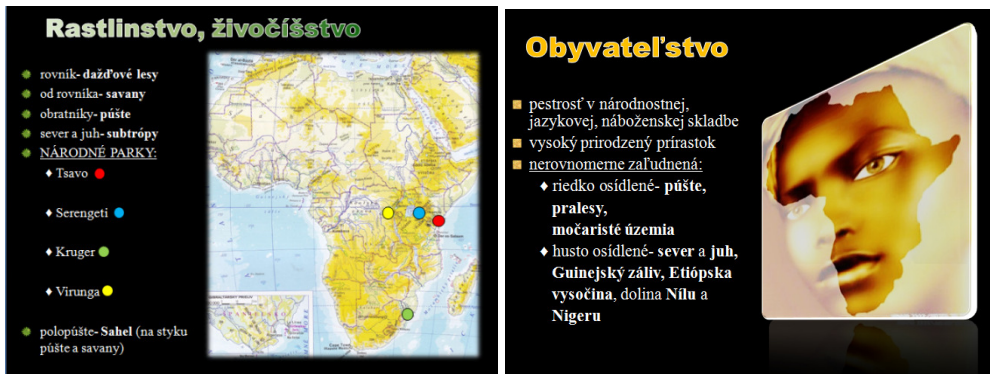 Rastlinstvo, živočíšstvo
rovník- dažďové lesy
od rovníka- savany
obratníky- púšte
sever a juh- subtrópy
NÁRODNÉ PARKY:
Tsavo
Serengeti
Kruger
Virunga
polopúšte- Sahel (na styku
púšte a savany)
Obyvateľstvo
pestrosť v národnostnej,
jazykovej, náboženskej skladbe
vysoký prirodzený prírastok
nerovnomerne zaľudnená:
riedko osídlené- púšte,
pralesy,
močaristé územia
husto osídlené- sever a juh,
Guinejský záliv, Etiópska
vysočina, dolina Nílu a
Nigeru